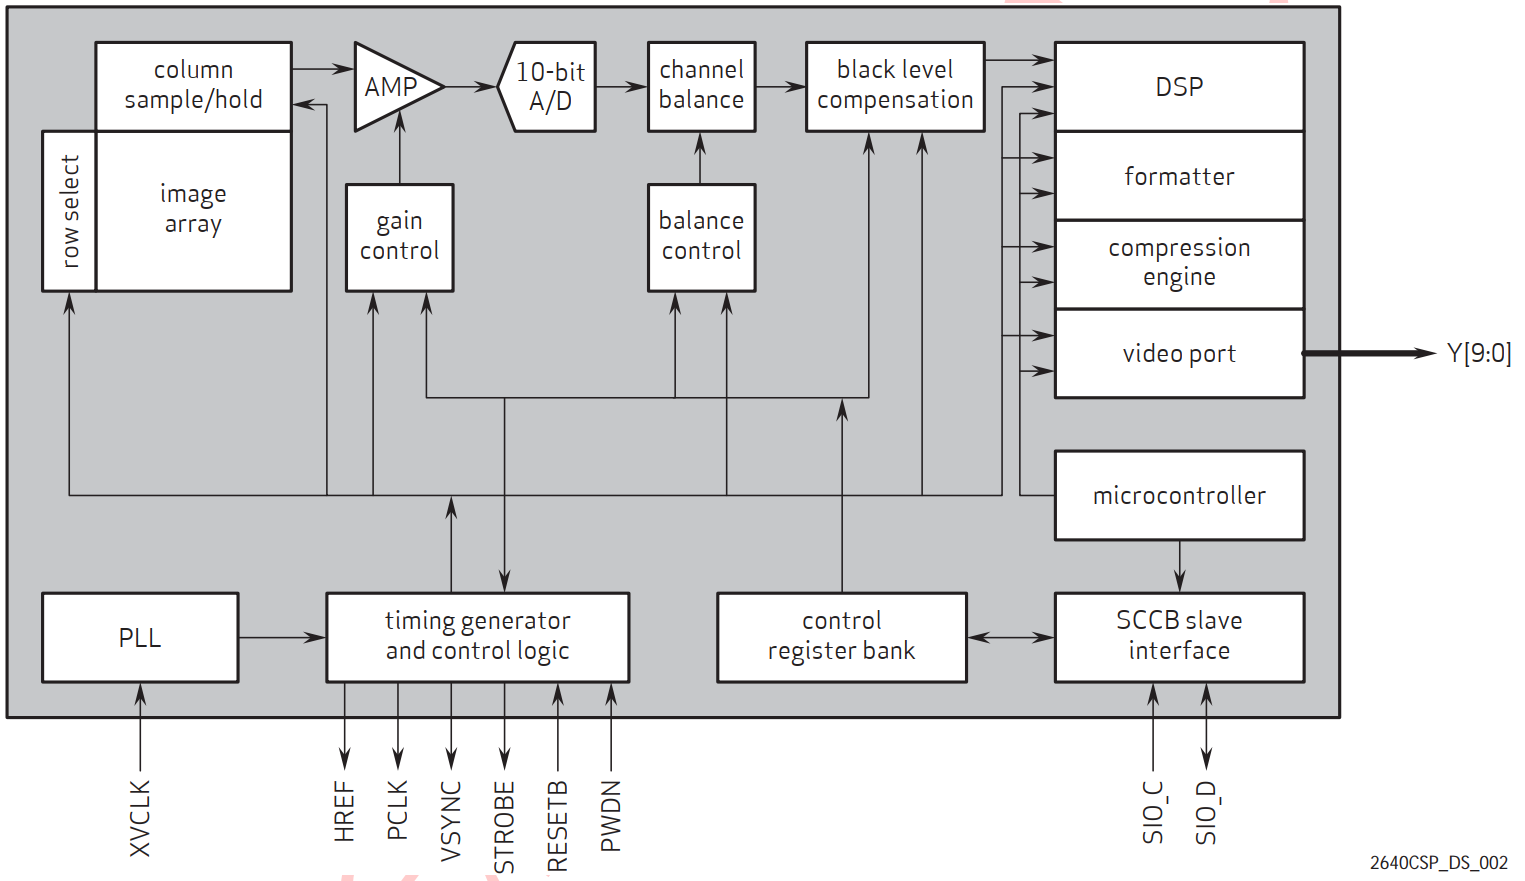 column
sample/hold
AMP
10-bit
A/D
channel
balance
black level
compensation
DSP
row select
image
array
gain
control
balance
control
formatter
compression
engine
video port
Y[9:0]
microcontroller
PLL
timing generator
and control logic
control
register bank
SCCB slave
interface
XVCLK
HREF
PCLK
VSYNC
STROBE
RESETB
PWDN
SIO_C
SIO_D
2640CSP_DS_002